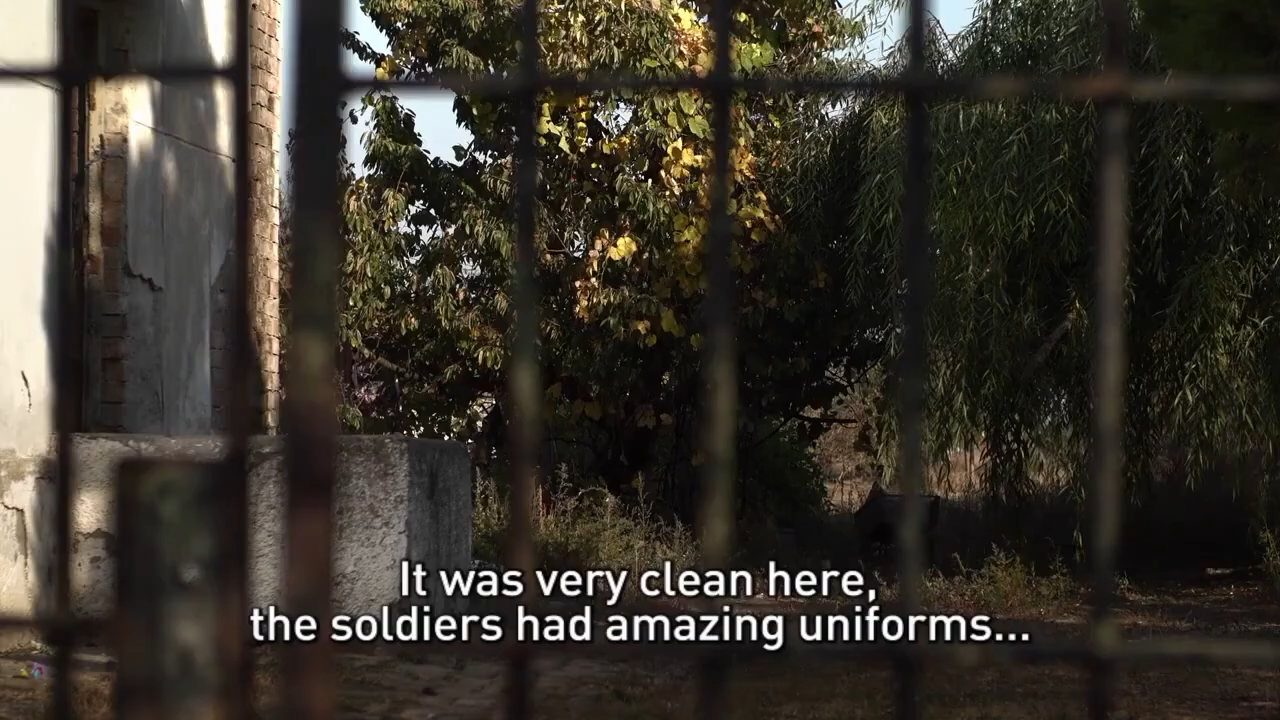 It was very clean here,
the soldiers had amazing uniforms...